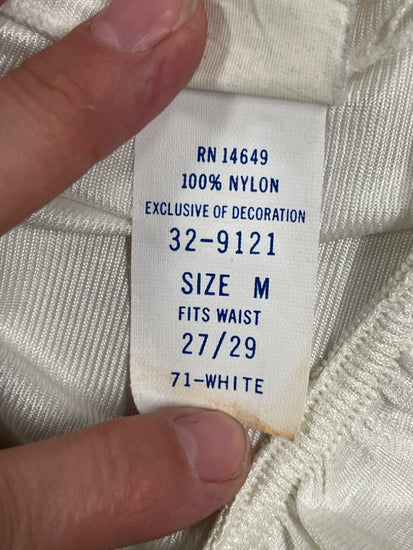 RN 14649
100% NYLON
EXCLUSIVE OF DECORATION
32-9121
SIZE M
FITS WAIST
27/29
71-WHITE